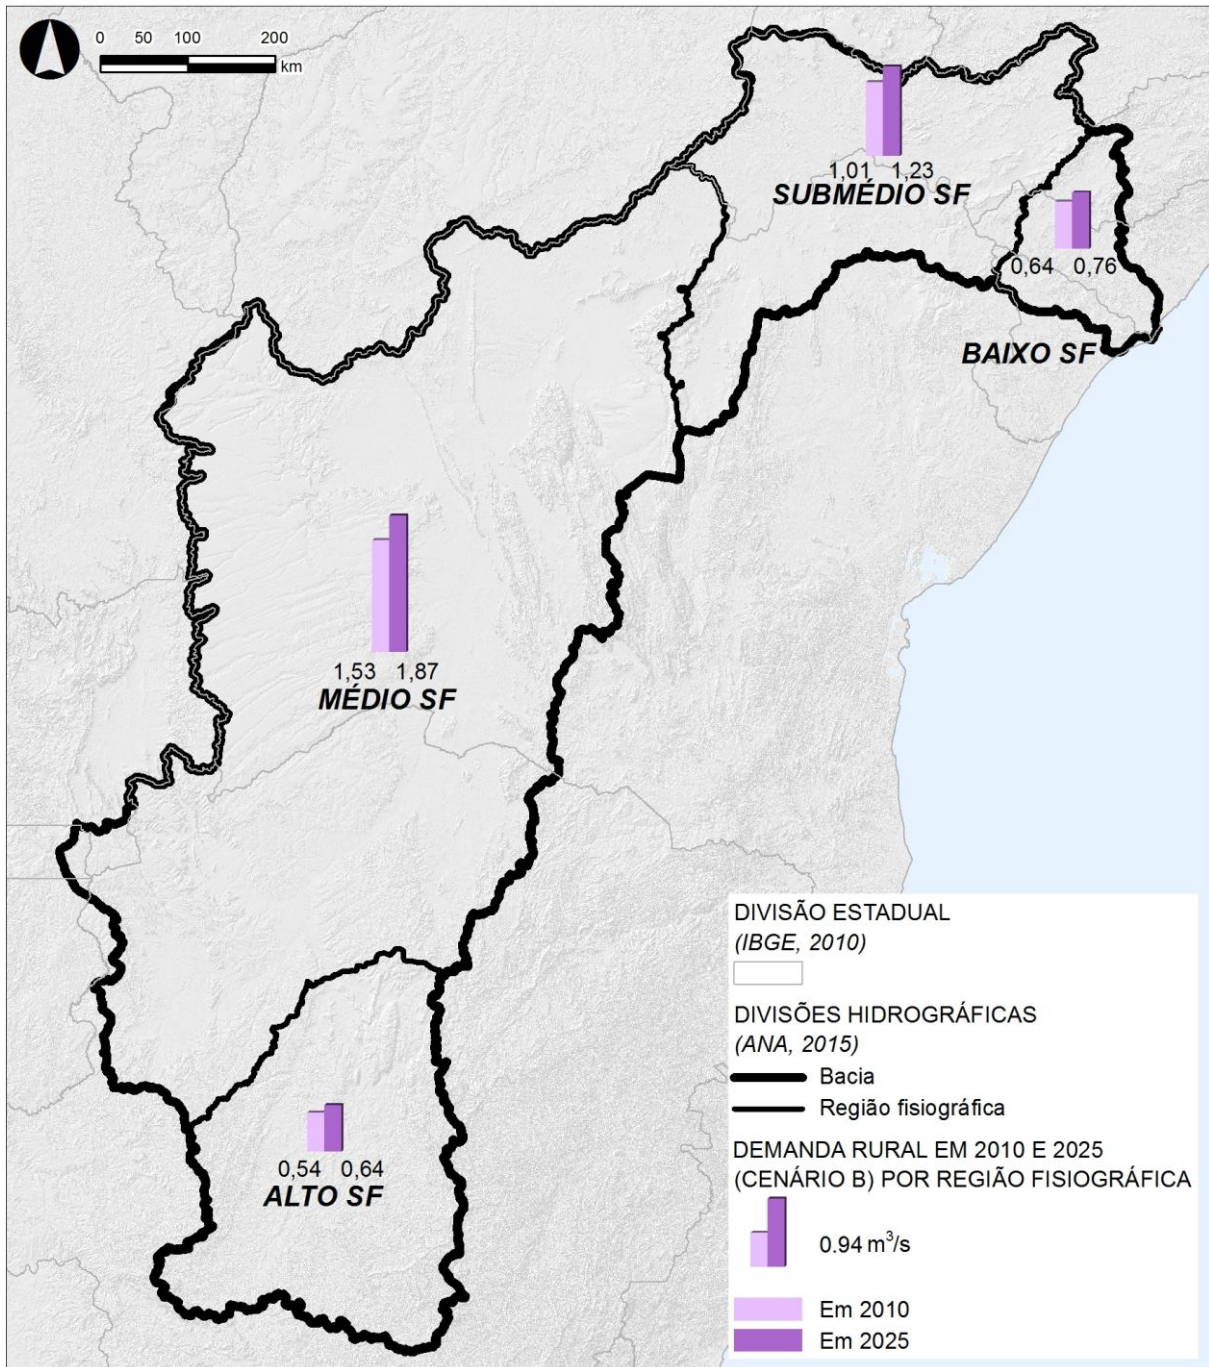 0 50 100 200
km
1,01 1,23
SUBMÉDIO SF
0,64 0,76
BAIXO SF
1,53 1,87
MÉDIO SF
0,54 0,64
ALTO SF
DIVISÃO ESTADUAL
(IBGE, 2010)
DIVISÕES HIDROGRÁFICAS
(ANA, 2015)
Bacia
Região fisiográfica
DEMANDA RURAL EM 2010 E 2025
(CENÁRIO B) POR REGIÃO FISIOGRÁFICA
0.94 m³/s
Em 2010
Em 2025